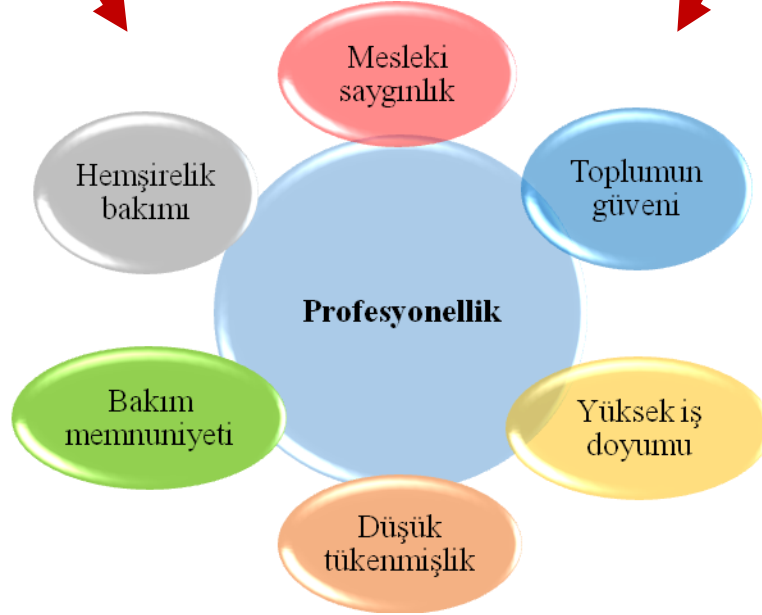 Mesleki
saygınlık
Hemşirelik
bakımı
Toplumun
güveni
Profesyonellik
Bakım
memnuniyeti
Yüksek iş
doyumu
Düşük
tükenmişlik